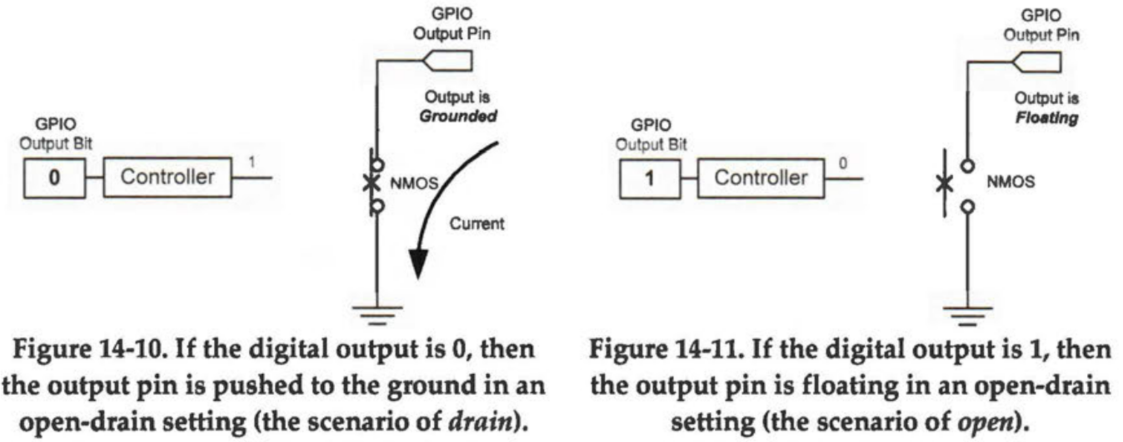 GPIO
Output Pin
Output is
Grounded
GPIO
Output Bit
0
Controller
1
NMOS
Current
Figure 14-10. If the digital output is 0, then
the output pin is pushed to the ground in an
open-drain setting (the scenario of drain).
GPIO
Output Pin
Output is
Floating
GPIO
Output Bit
1
Controller
0
NMOS
Figure 14-11. If the digital output is 1, then
the output pin is floating in an open-drain
setting (the scenario of open).